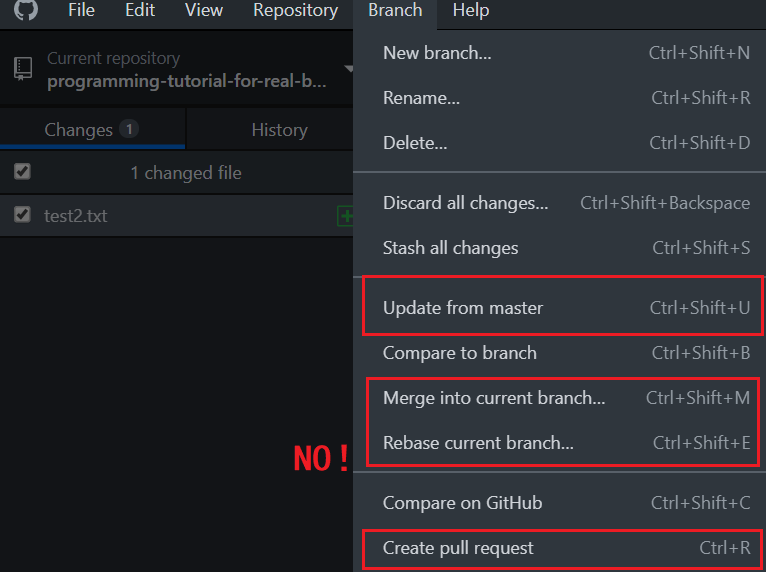 File Edit View Repository Branch Help
Current repository
programming-tutorial-for-real-b...
Changes 1 History
1 changed file
test2.txt
New branch... Ctrl+Shift+N
Rename... Ctrl+Shift+R
Delete... Ctrl+Shift+D
Discard all changes... Ctrl+Shift+Backspace
Stash all changes Ctrl+Shift+S
Update from master Ctrl+Shift+U
Compare to branch Ctrl+Shift+B
Merge into current branch... Ctrl+Shift+M
Rebase current branch... Ctrl+Shift+E
NO!
Compare on GitHub Ctrl+Shift+C
Create pull request Ctrl+R